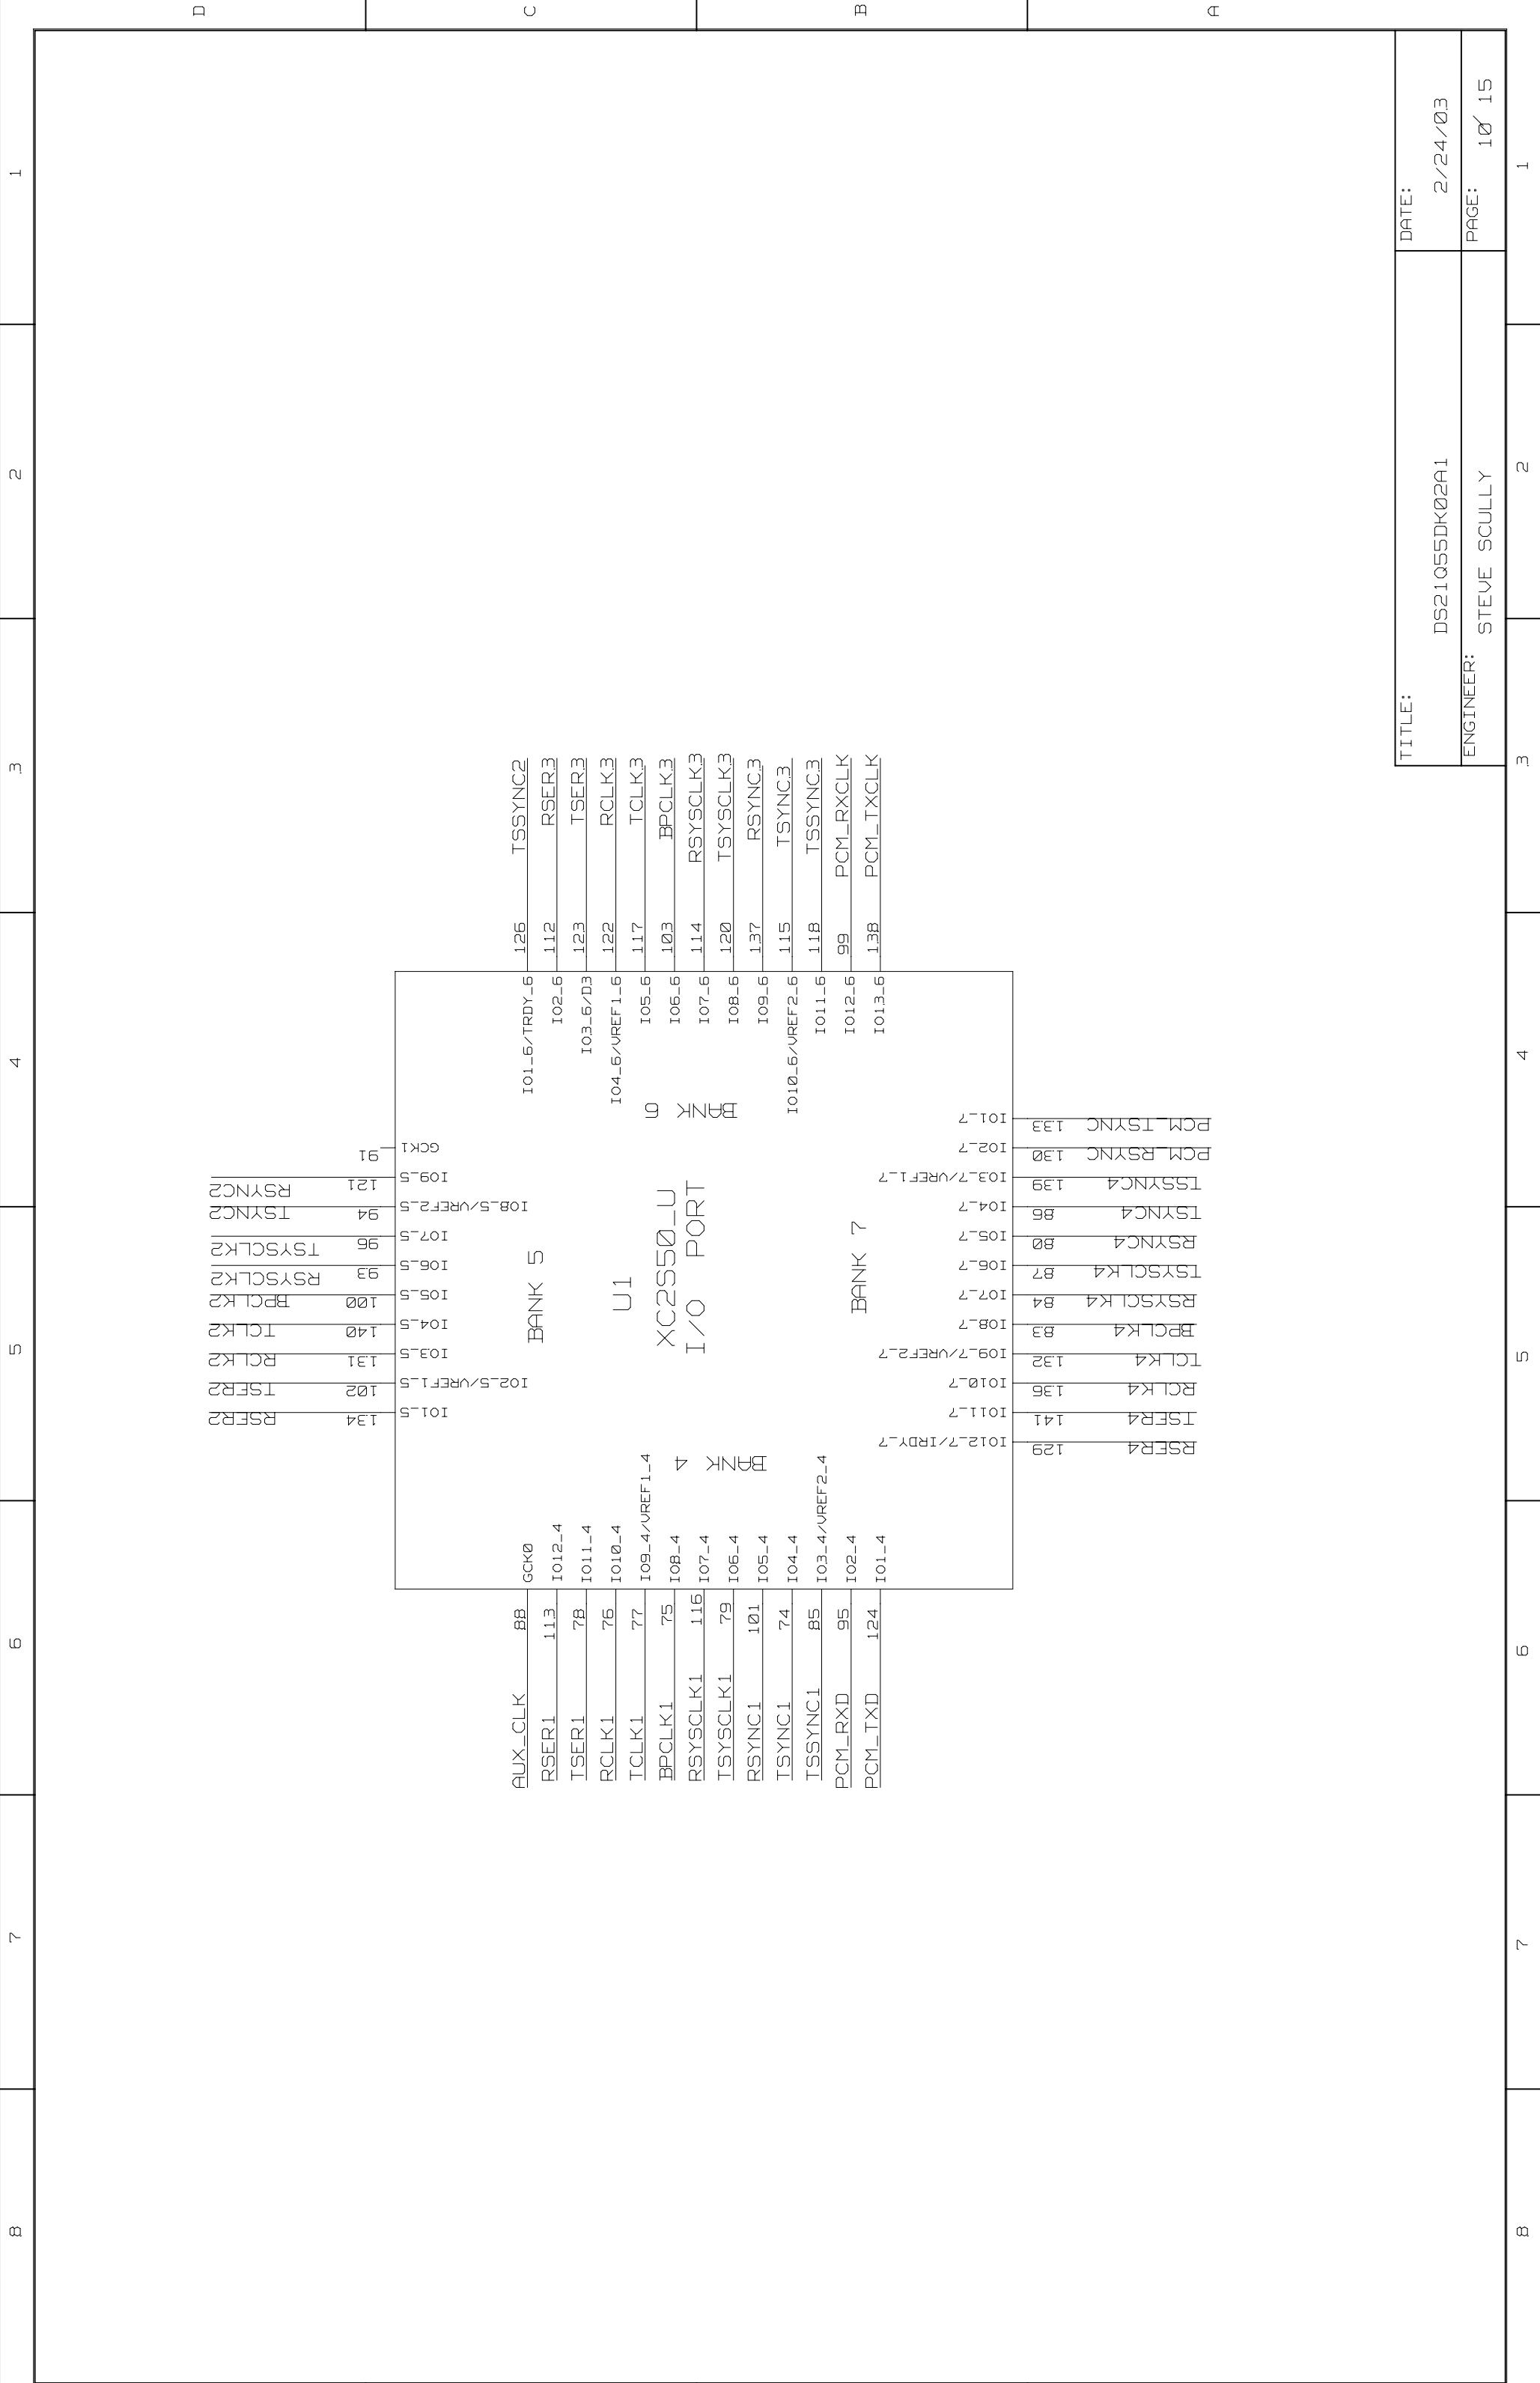 8 7 6 5 4 3 2 1
D
C
B
A
RSER2 134 IO1_5
TSER2 102 IO2_5/VREF1_5
RCLK2 131 IO3_5
TCLK2 140 IO4_5
BPCLK2 100 IO5_5
RSYSCLK2 93 IO6_5
TSYSCLK2 96 IO7_5
TSYNC2 94 IO8_5/VREF2_5
RSYNC2 121 IO9_5
91 GCK1
AUX_CLK 88 GCK0
RSER1 113 IO12_4
TSER1 78 IO11_4
RCLK1 76 IO10_4
TCLK1 77 IO9_4/VREF1_4
BPCLK1 75 IO8_4
RSYSCLK1 116 IO7_4
TSYSCLK1 79 IO6_4
RSYNC1 101 IO5_4
TSYNC1 74 IO4_4
TSSYNC1 85 IO3_4/VREF2_4
PCM_RXD 95 IO2_4
PCM_TXD 124 IO1_4
BANK 5
BANK 4
U1
XC2S50_U
I/O PORT
BANK 6
BANK 7
IO1_6/TRDY_6 126 TSSYNC2
IO2_6 112 RSER3
IO3_6/D3 123 TSER3
IO4_6/VREF1_6 122 RCLK3
IO5_6 117 TCLK3
IO6_6 103 BPCLK3
IO7_6 114 RSYSCLK3
IO8_6 120 TSYSCLK3
IO9_6 137 RSYNC3
IO10_6/VREF2_6 115 TSYNC3
IO11_6 118 TSSYNC3
IO12_6 99 PCM_RXCLK
IO13_6 138 PCM_TXCLK
IO12_7/IRDY_7 129 RSER4
IO11_7 141 TSER4
IO10_7 136 RCLK4
IO9_7/VREF2_7 132 TCLK4
IO8_7 83 BPCLK4
IO7_7 84 RSYSCLK4
IO6_7 87 TSYSCLK4
IO5_7 80 RSYNC4
IO4_7 86 TSYNC4
IO3_7/VREF1_7 139 TSSYNC4
IO2_7 130 PCM_RSYNC
IO1_7 133 PCM_TSYNC
TITLE:
DS21Q55DK02A1
DATE:
2/24/03
ENGINEER:
STEVE SCULLY
PAGE:
10/ 15
8 7 6 5 4 3 2 1